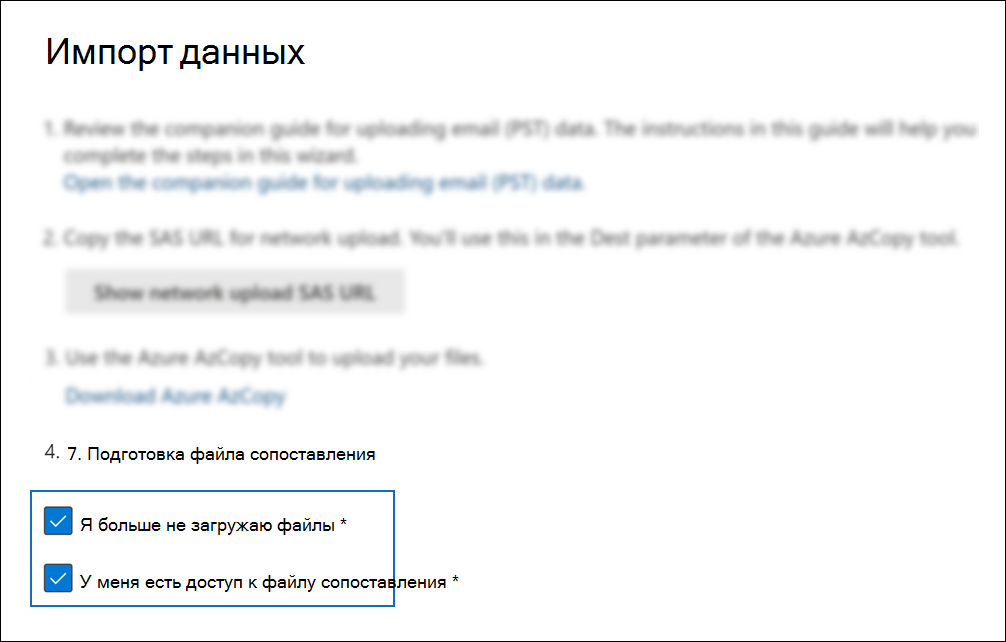 Импорт данных
1. Review the companion guide for uploading email (PST) data. The instructions in this guide will help you
complete the steps in this wizard.
Open the companion guide for uploading email (PST) data.
2. Copy the SAS URL for network upload. You'll use this in the Dest parameter of the Azure AzCopy tool.
Show network upload SAS URL
3. Use the Azure AzCopy tool to upload your files.
Download Azure AzCopy
4. 7. Подготовка файла сопоставления
Я больше не загружаю файлы *
У меня есть доступ к файлу сопоставления *